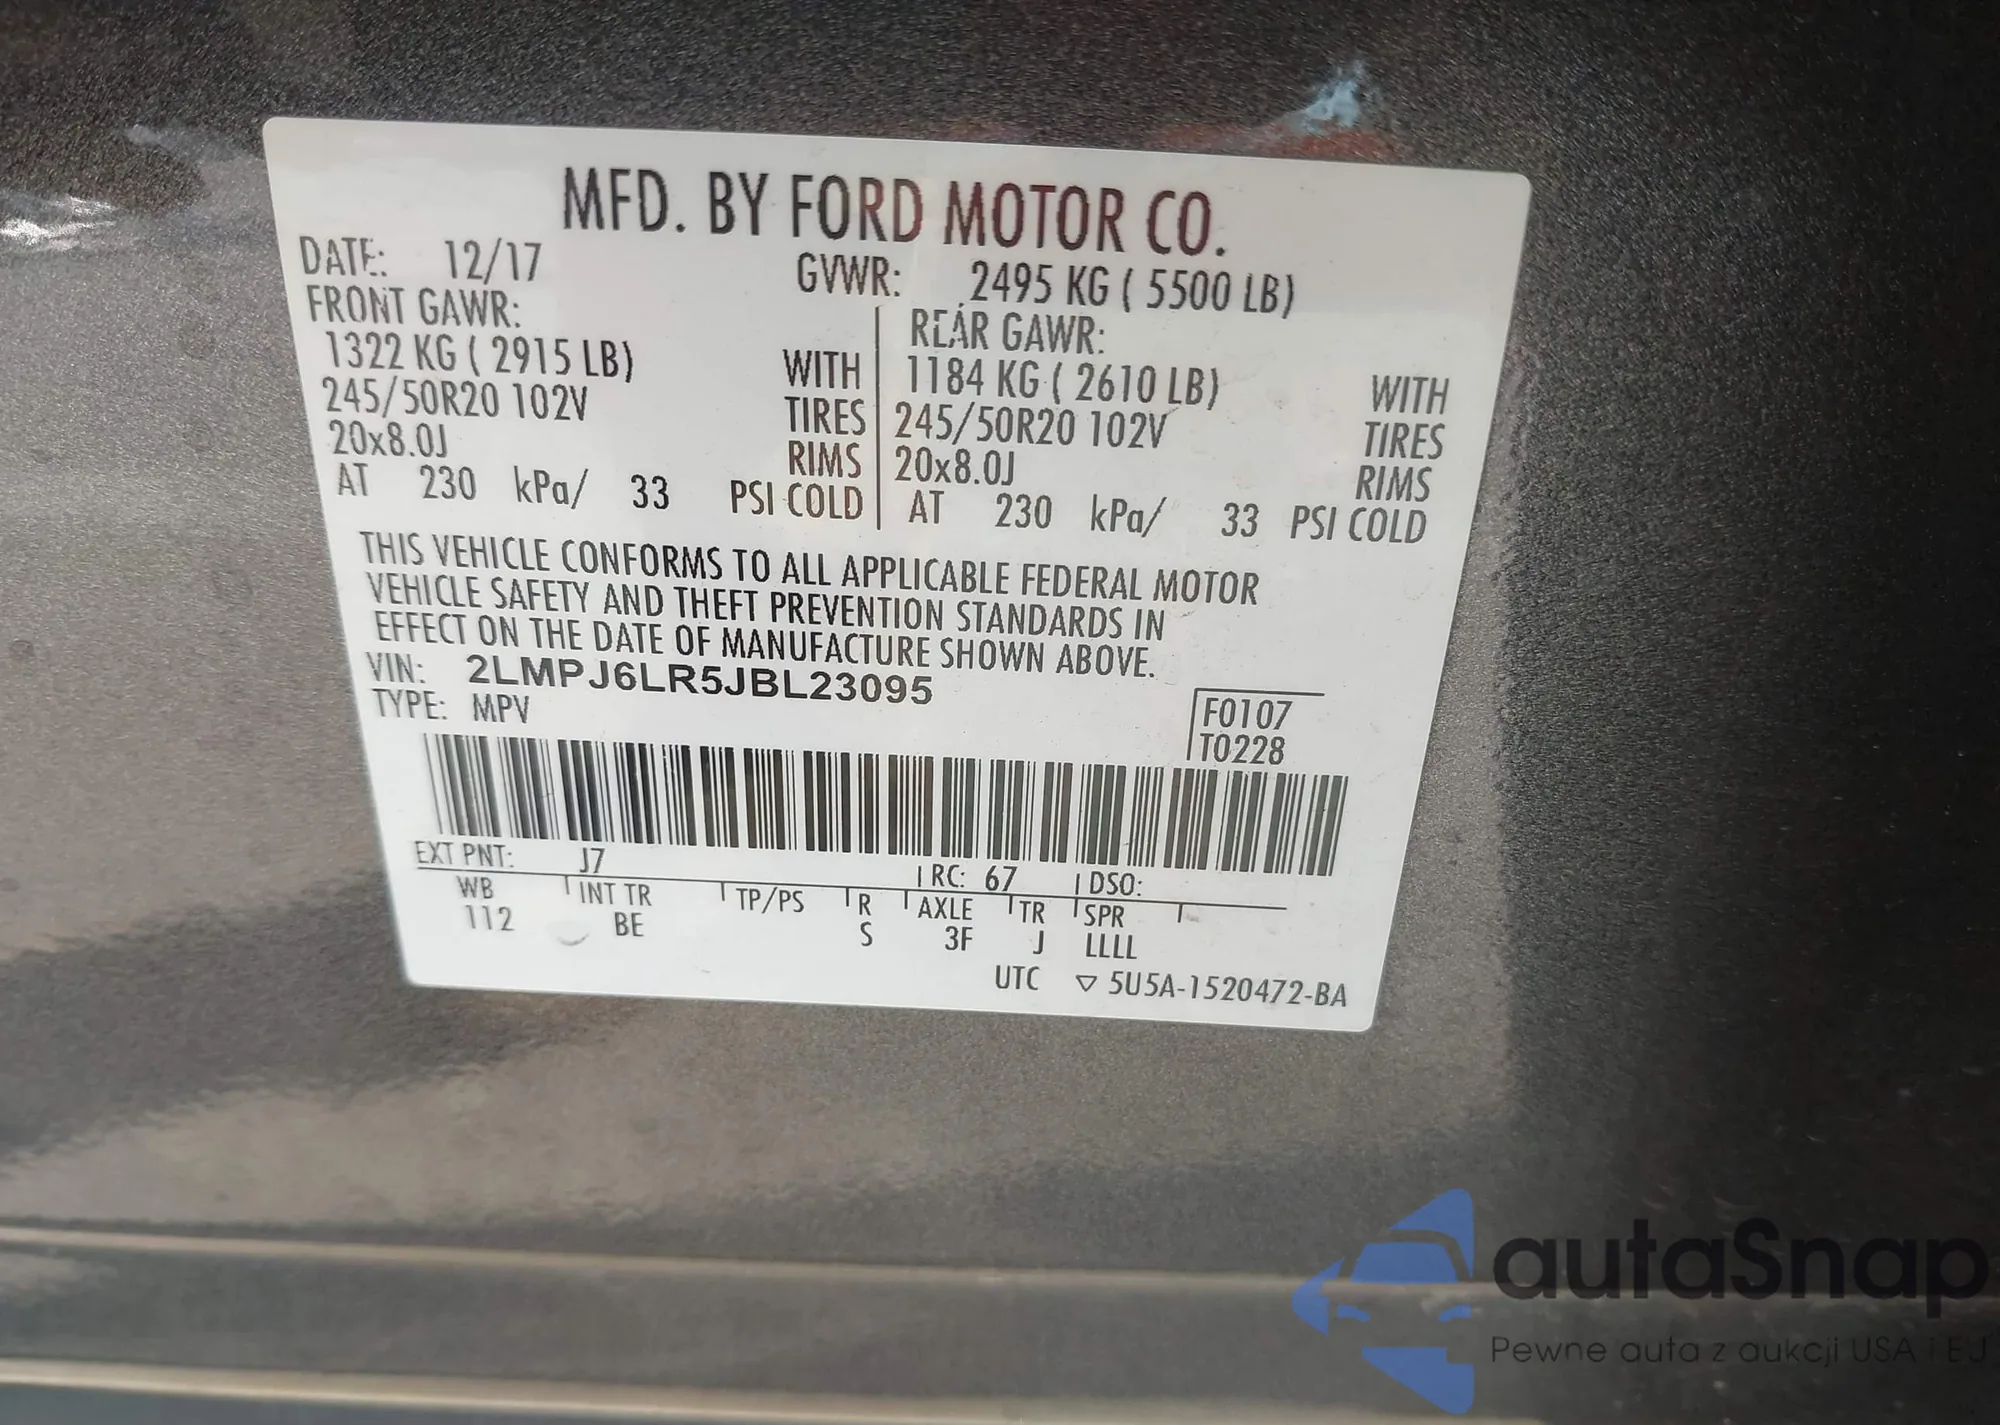 MFD. BY FORD MOTOR CO.
DATE: 12/17 GVWR: 2495 KG ( 5500 LB)
FRONT GAWR: REAR GAWR:
1322 KG ( 2915 LB) WITH 1184 KG ( 2610 LB) WITH
245/50R20 102V TIRES 245/50R20 102V TIRES
20x8.0J RIMS 20x8.0J RIMS
AT 230 kPa/ 33 PSI COLD AT 230 kPa/ 33 PSI COLD
THIS VEHICLE CONFORMS TO ALL APPLICABLE FEDERAL MOTOR
VEHICLE SAFETY AND THEFT PREVENTION STANDARDS IN
EFFECT ON THE DATE OF MANUFACTURE SHOWN ABOVE.
VIN: 2LMPJ6LR5JBL23095
TYPE: MPV
F0107
T0228
EXT PNT: J7 RC: 67 DSO:
WB INT TR TP/PS R AXLE TR SPR
112 BE S 3F J LLLL
UTC ▽ 5U5A-1520472-BA
autaSnap
Pewne auta z aukcji USA i EU